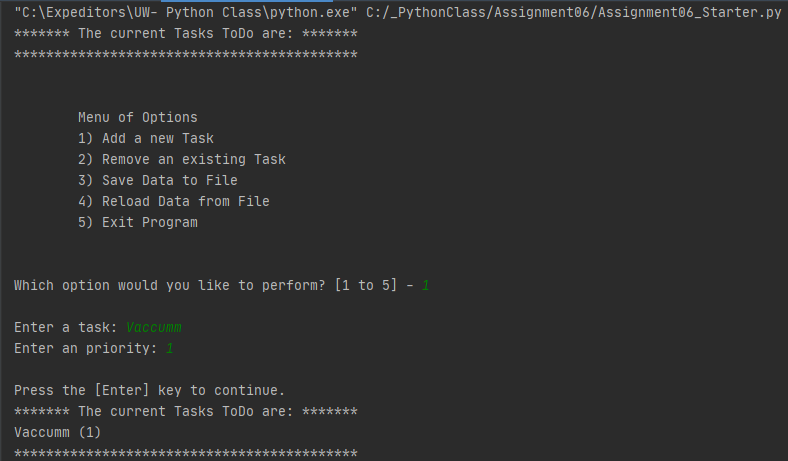 "C:\Expeditors\UW- Python Class\python.exe" C:/_PythonClass/Assignment06/Assignment06_Starter.py
******* The current Tasks ToDo are: *******
*******************************************
Menu of Options
1) Add a new Task
2) Remove an existing Task
3) Save Data to File
4) Reload Data from File
5) Exit Program
Which option would you like to perform? [1 to 5] - 1
Enter a task: Vaccumm
Enter an priority: 1
Press the [Enter] key to continue.
******* The current Tasks ToDo are: *******
Vaccumm (1)
*******************************************